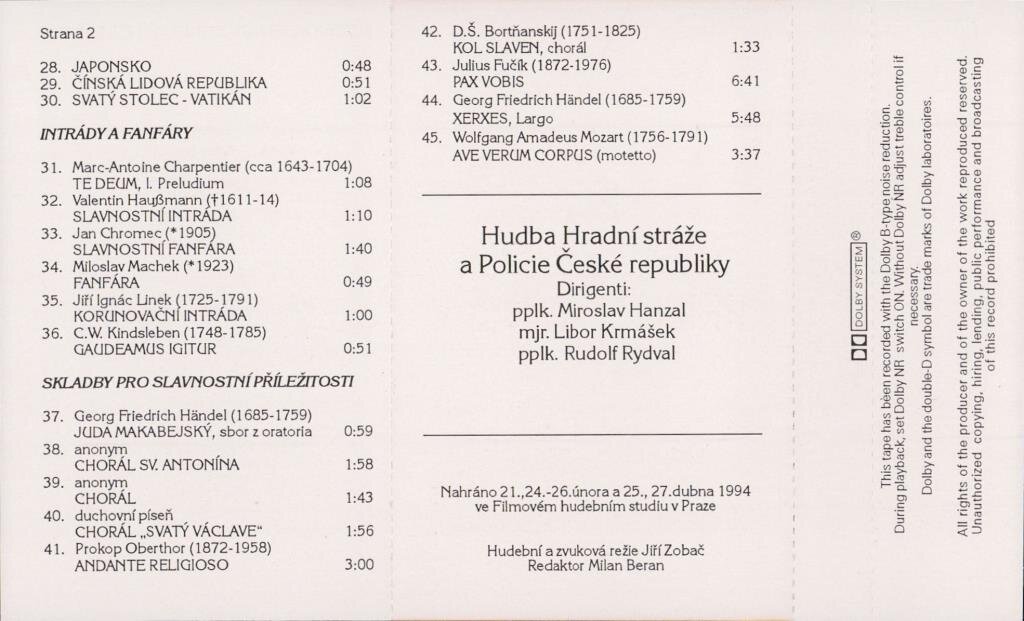 Strana 2
28. JAPONSKO 0:48
29. ČÍNSKÁ LIDOVÁ REPUBLIKA 0:51
30. SVATÝ STOLEC - VATIKÁN 1:02
INTRÁDY A FANFÁRY
31. Marc-Antoine Charpentier (cca 1643-1704)
TE DEUM, I. Preludium 1:08
32. Valentin Haußmann (†1611-14)
SLAVNOSTNÍ INTRÁDA 1:10
33. Jan Chromec (*1905)
SLAVNOSTNÍ FANFÁRA 1:40
34. Miloslav Machek (*1923)
FANFÁRA 0:49
35. Jiří Ignác Linek (1725-1791)
KORUNOVAČNÍ INTRÁDA 1:00
36. C.W. Kindsleben (1748-1785)
GAUDEAMUS IGITUR 0:51
SKLADBY PRO SLAVNOSTNÍ PŘÍLEŽITOSTI
37. Georg Friedrich Händel (1685-1759)
JUDA MAKABEJSKÝ, sbor z oratoria 0:59
38. anonym
CHORÁL SV. ANTONÍNA 1:58
39. anonym
CHORÁL 1:43
40. duchovní píseň
CHORÁL „SVATÝ VÁCLAVE“ 1:56
41. Prokop Oberthor (1872-1958)
ANDANTE RELIGIOSO 3:00
42. D.Š. Bortňanskij (1751-1825)
KOL SLAVEN, chorál 1:33
43. Julius Fučík (1872-1976)
PAX VOBIS 6:41
44. Georg Friedrich Händel (1685-1759)
XERXES, Largo 5:48
45. Wolfgang Amadeus Mozart (1756-1791)
AVE VERUM CORPUS (motetto) 3:37
Hudba Hradní stráže
a Policie České republiky
Dirigenti:
pplk. Miroslav Hanzal
mjr. Libor Krmášek
pplk. Rudolf Rydval
Nahráno 21.,24.-26.února a 25., 27.dubna 1994
ve Filmovém hudebním studiu v Praze
Hudební a zvuková režie Jiří Zobač
Redaktor Milan Beran
DOLBY SYSTEM ®
This tape has been recorded with the Dolby B-type noise reduction.
During playback, set Dolby NR switch ON. Without Dolby NR adjust treble control if
necessary.
Dolby and the double-D symbol are trade marks of Dolby laboratoires.
All rights of the producer and of the owner of the work reproduced reserved.
Unauthorized copying, hiring, lending, public performance and broadcasting
of this record prohibited